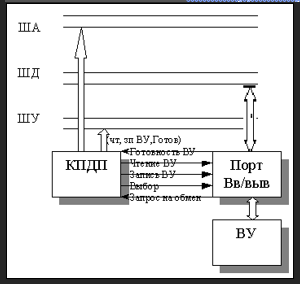 ША
ШД
ШУ
(чт, зп ВУ,Готов)
Готовность ВУ
Чтение ВУ
Запись ВУ
Выбор
Запрос на обмен
КПДП
Порт
Вв/выв
ВУ